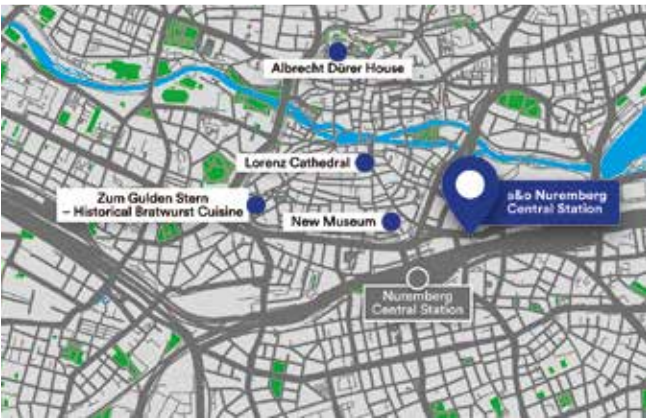 Albrecht Dürer House
Lorenz Cathedral
Zum Gulden Stern
– Historical Bratwurst Cuisine
New Museum
a&o Nuremberg
Central Station
Nuremberg
Central Station